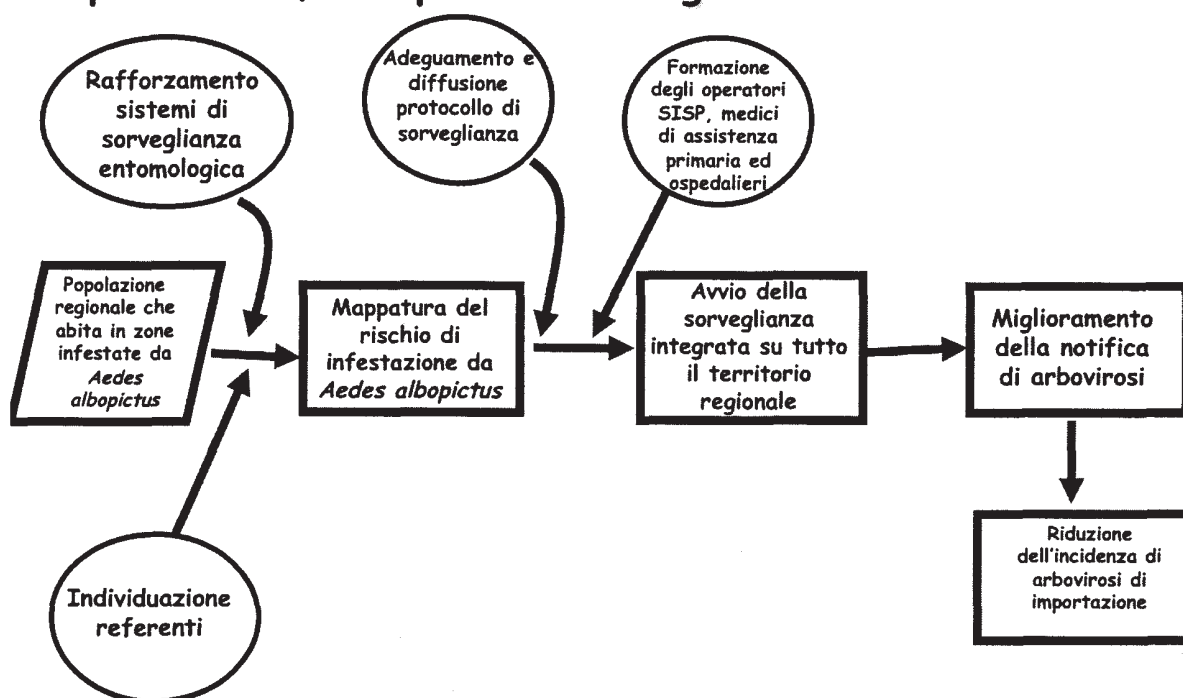 Rafforzamento
sistemi di
sorveglianza
entomologica
Adeguamento e
diffusione
protocollo di
sorveglianza
Formazione
degli operatori
SISP, medici
di assistenza
primaria ed
ospedalieri
Popolazione
regionale che
abita in zone
infestate da
Aedes
albopictus
Mappatura del
rischio di
infestazione da
Aedes albopictus
Avvio della
sorveglianza
integrata su tutto
il territorio
regionale
Miglioramento
della notifica
di arbovirosi
Individuazione
referenti
Riduzione
dell'incidenza di
arbovirosi di
importazione